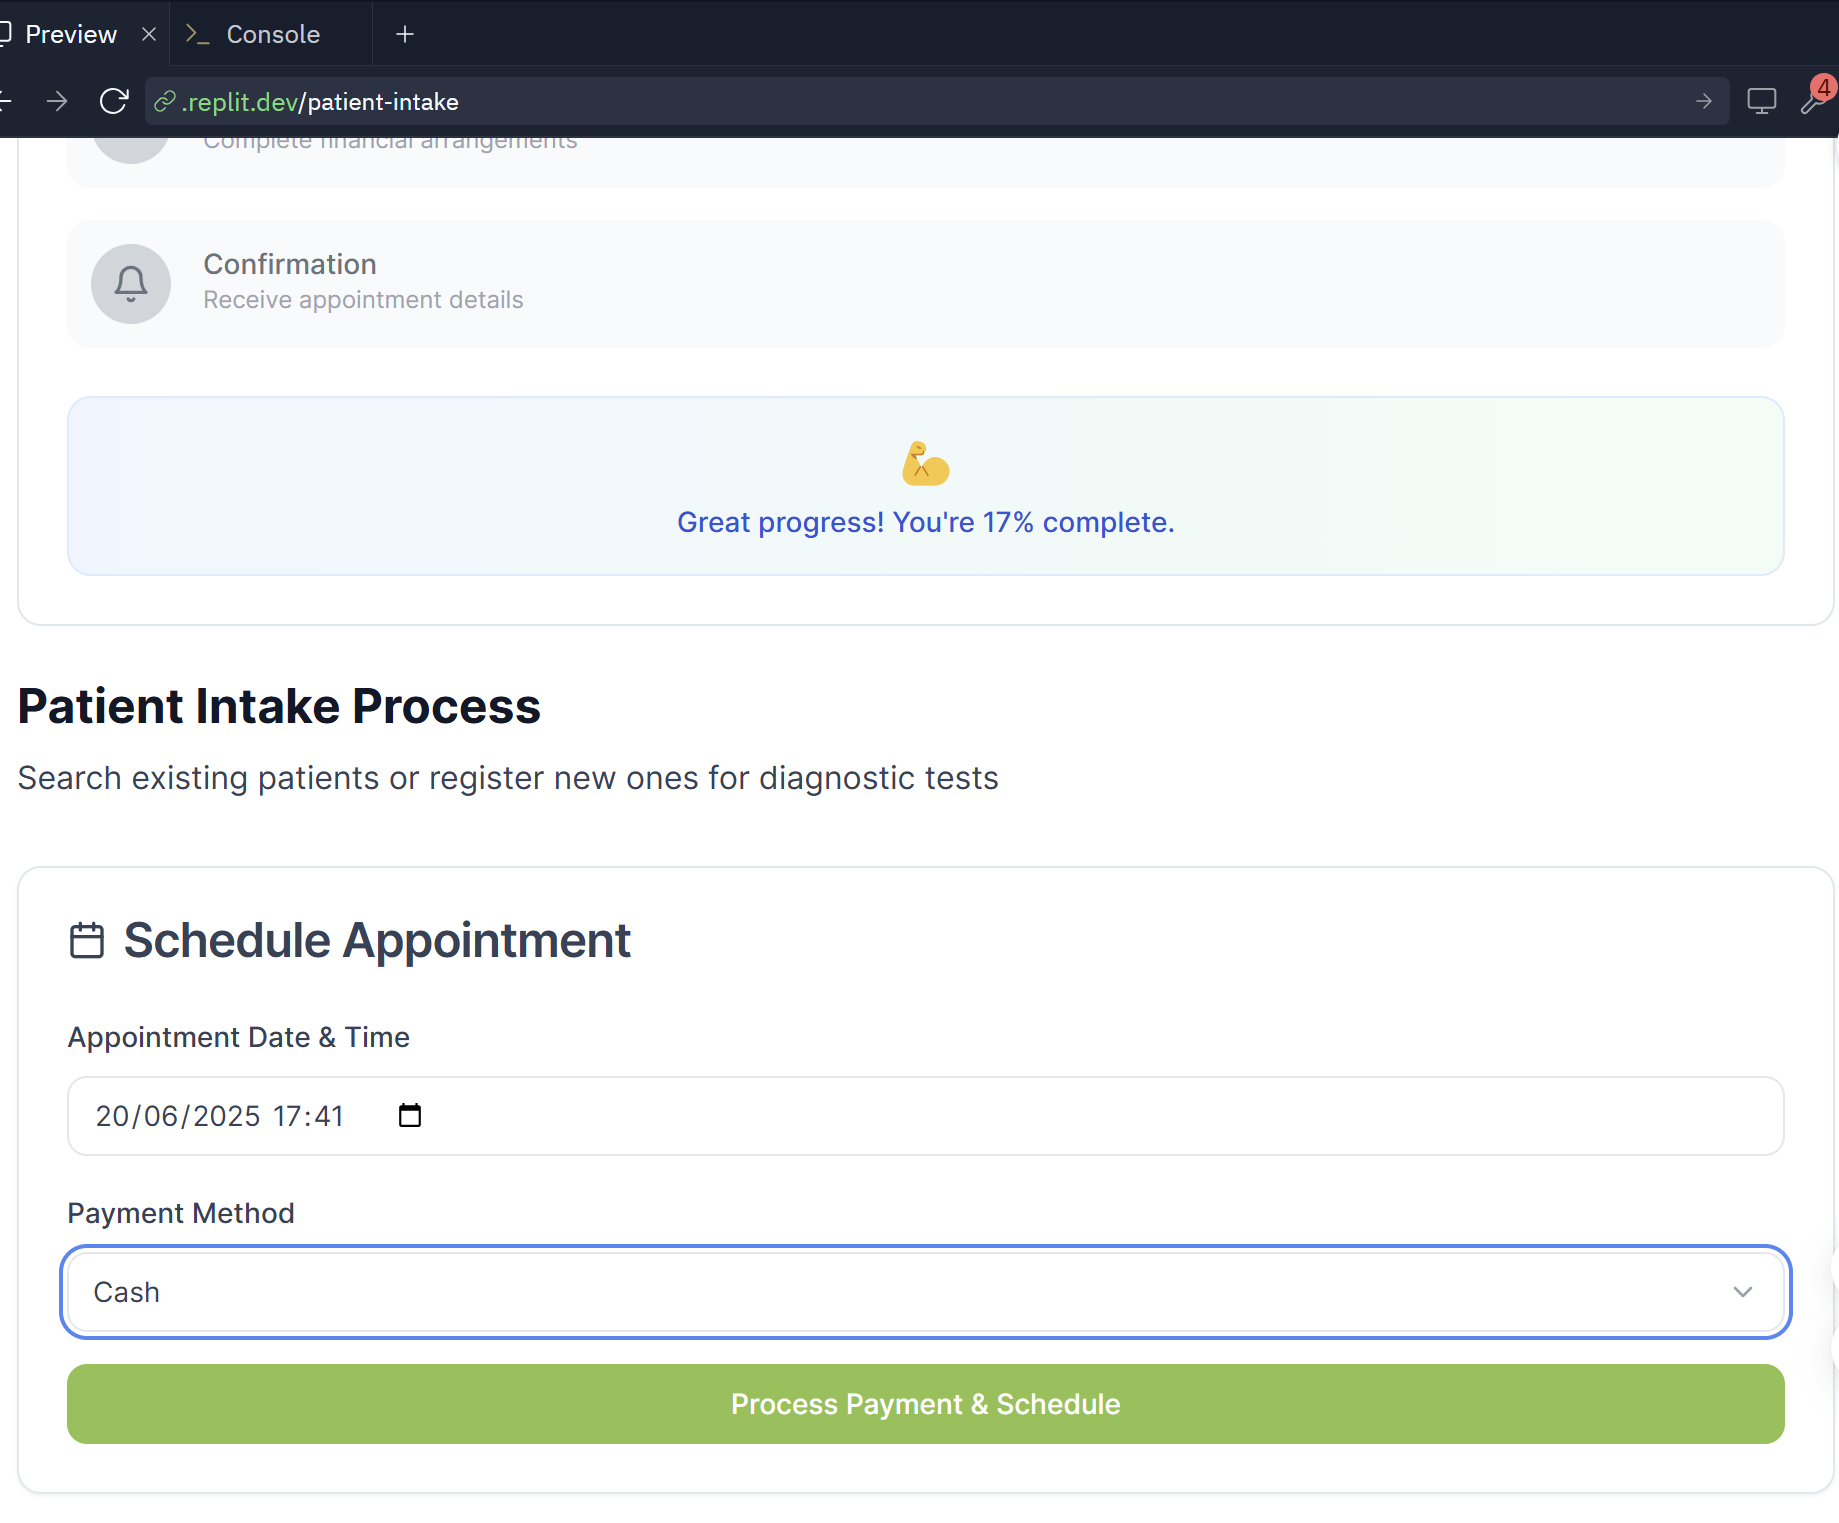 Preview
Console
.replit.dev/patient-intake
4
Complete financial arrangements
Confirmation
Receive appointment details
Great progress! You're 17% complete.
Patient Intake Process
Search existing patients or register new ones for diagnostic tests
Schedule Appointment
Appointment Date & Time
20/06/2025 17:41
Payment Method
Cash
Process Payment & Schedule